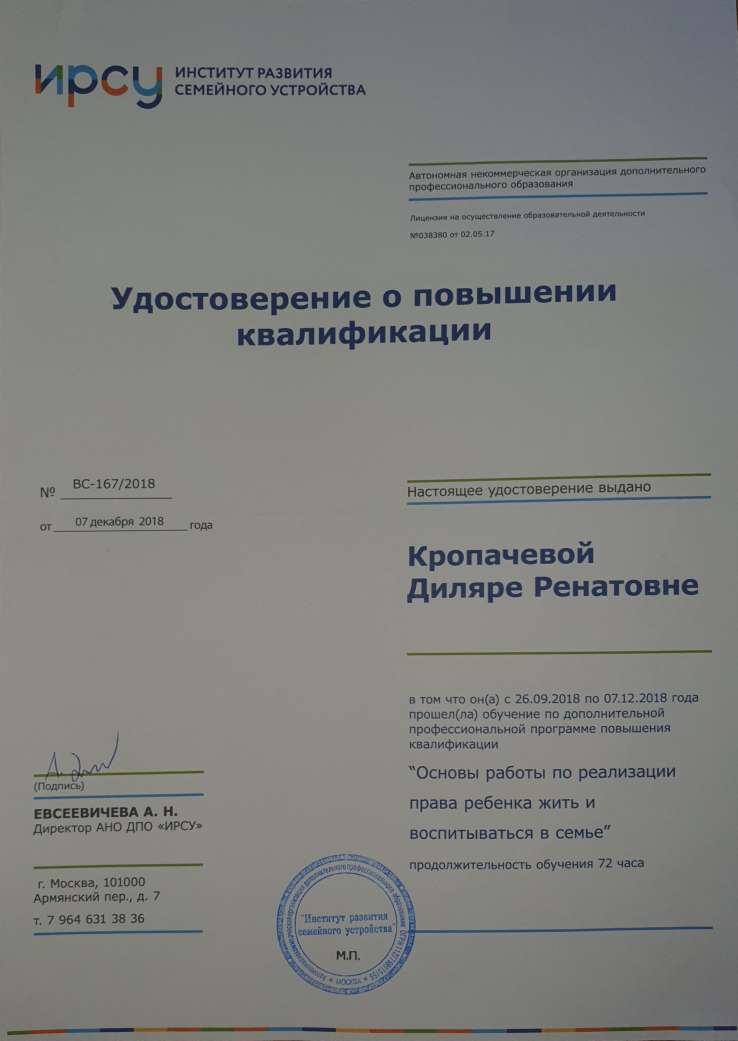 ирсу ИНСТИТУТ РАЗВИТИЯ
СЕМЕЙНОГО УСТРОЙСТВА
Автономная некоммерческая организация дополнительного
профессионального образования
Лицензия на осуществление образовательной деятельности
№038380 от 02.05.17
Удостоверение о повышении
квалификации
№ ВС-167/2018
от 07 декабря 2018 года
Настоящее удостоверение выдано
Кропачевой
Диляре Ренатовне
в том что он(а) с 26.09.2018 по 07.12.2018 года
прошел(ла) обучение по дополнительной
профессиональной программе повышения
квалификации
“Основы работы по реализации
права ребенка жить и
воспитываться в семье”
продолжительность обучения 72 часа
(Подпись)
ЕВСЕЕВИЧЕВА А. Н.
Директор АНО ДПО «ИРСУ»
г. Москва, 101000
Армянский пер., д. 7
т. 7 964 631 38 36
"Институт развития
семейного устройства"
М.П.
* МОСКВА *